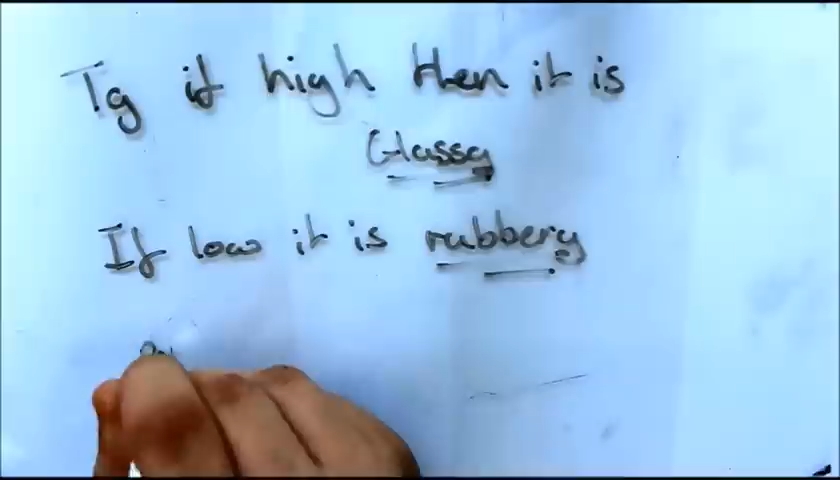 Tg if high then it is
Glassy
If low it is rubbery